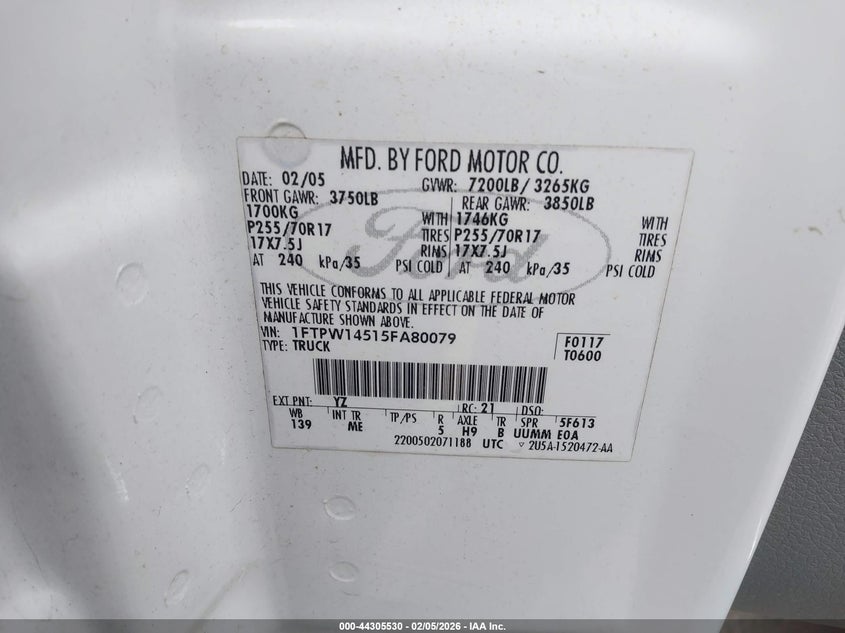 MFD. BY FORD MOTOR CO.
DATE: 02/05 GVWR: 7200LB/ 3265KG
FRONT GAWR: 3750LB REAR GAWR: 3850LB
1700KG WITH 1746KG WITH
P255/70R17 TIRES P255/70R17 TIRES
17X7.5J RIMS 17X7.5J RIMS
AT 240 kPa/35 PSI COLD AT 240 kPa/35 PSI COLD
Ford
THIS VEHICLE CONFORMS TO ALL APPLICABLE FEDERAL MOTOR
VEHICLE SAFETY STANDARDS IN EFFECT ON THE DATE OF
MANUFACTURE SHOWN ABOVE.
VIN: 1FTPW14515FA80079 F0117
TYPE: TRUCK T0600
EXT PNT: YZ RC: 21 DSO:
WB INT TR TP/PS R AXLE TR SPR 5F613
139 ME 5 H9 B UUMM E0A
2200502071188 UTC ▽ 2U5A-1520472-AA
000-44305530 - 02/05/2026 - IAA Inc.